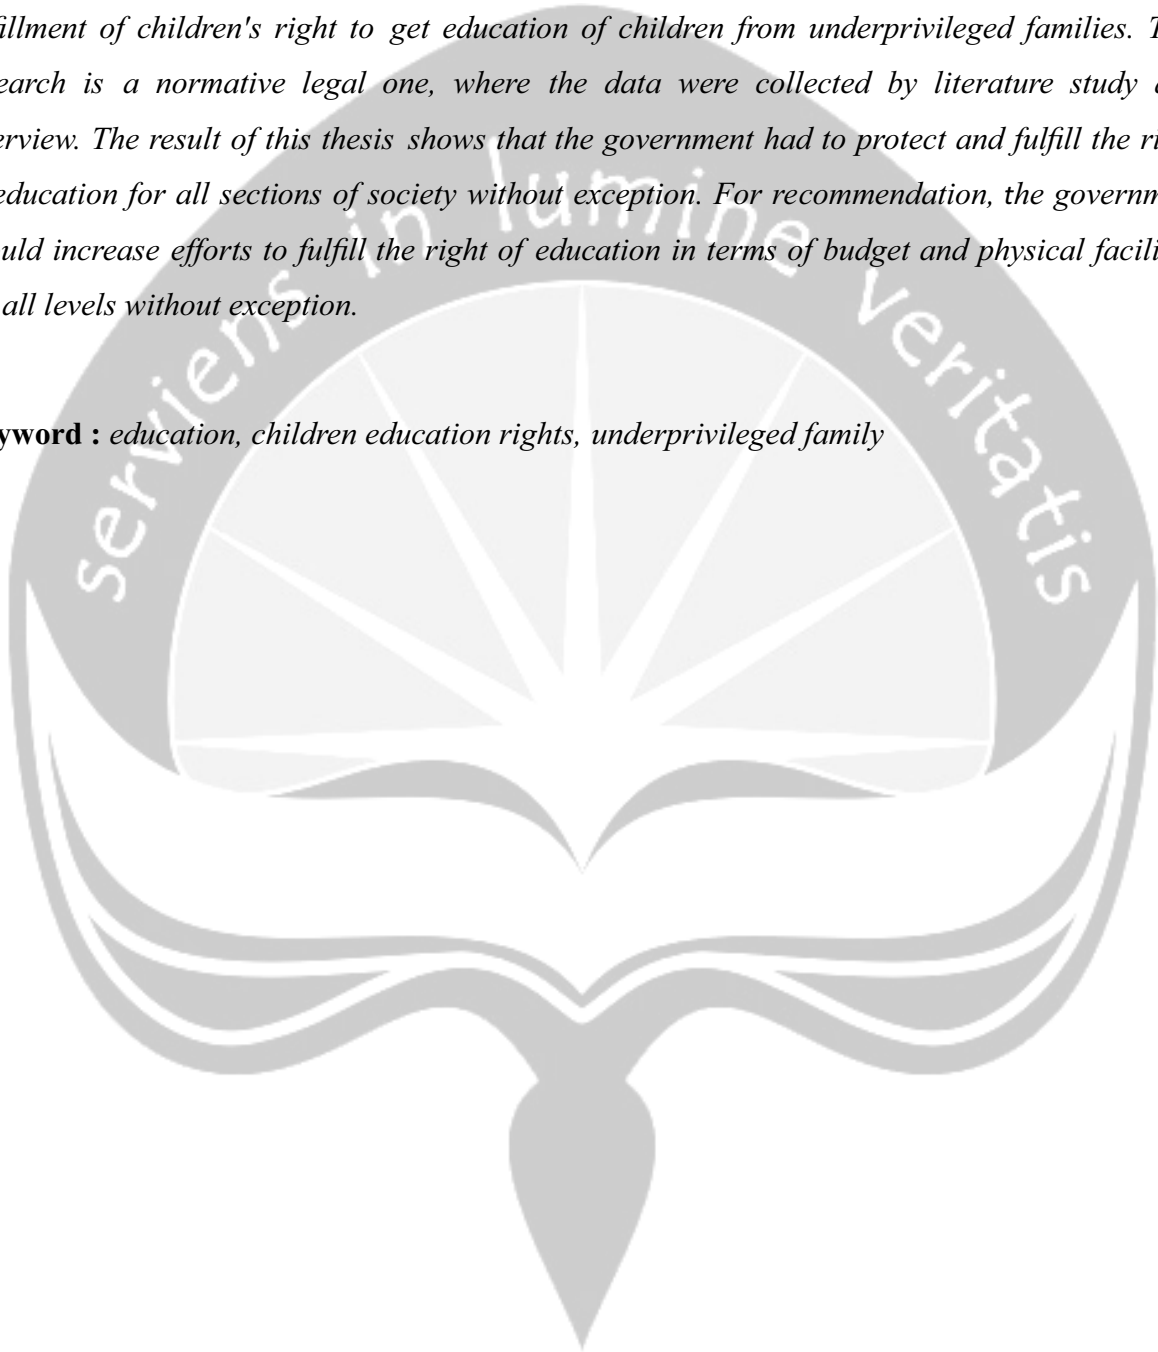 fillment of children's right to get education of children from underprivileged families. T
earch is a normative legal one, where the data were collected by literature study
erview. The result of this thesis shows that the government had to protect and fulfill the ri
education for all sections of society without exception. For recommendation, the governm
uld increase efforts to fulfill the right of education in terms of budget and physical facili
all levels without exception.
yword : education, children education rights, underprivileged family
serviens in lumine veritatis